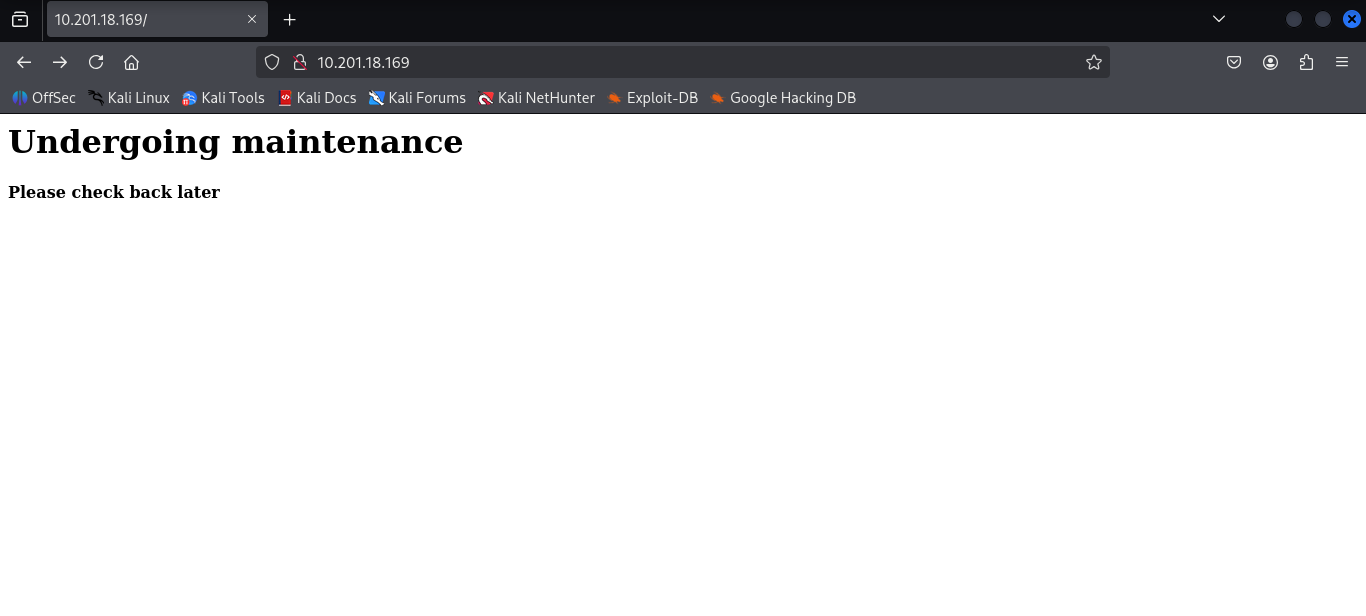 10.201.18.169/
10.201.18.169
OffSec Kali Linux Kali Tools Kali Docs Kali Forums Kali NetHunter Exploit-DB Google Hacking DB
Undergoing maintenance
Please check back later